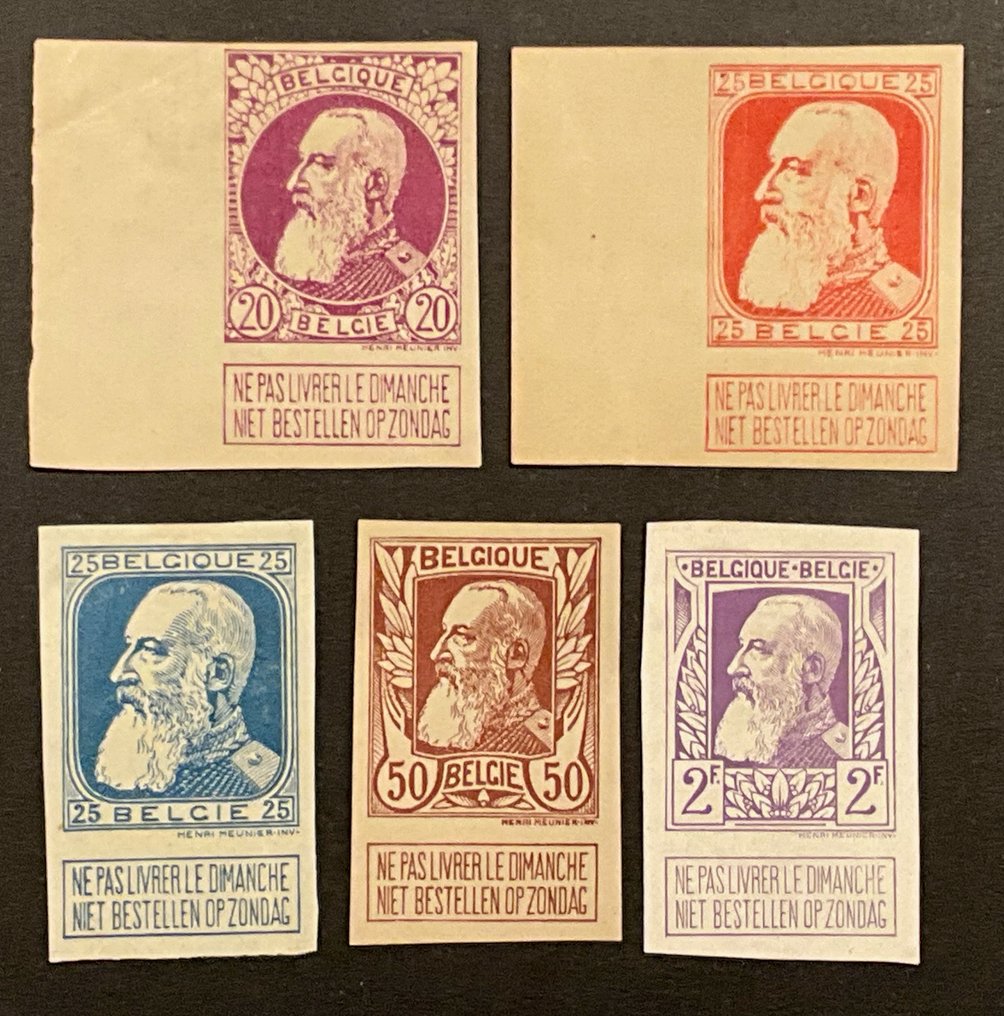 BELGIQUE
20 BELGIE 20
HENRI MEUNIER INV.
NE PAS LIVRER LE DIMANCHE
NIET BESTELLEN OP ZONDAG
25 BELGIQUE 25
25 BELGIE 25
HENRI MEUNIER·INV·
NE PAS LIVRER LE DIMANCHE
NIET BESTELLEN OP ZONDAG
25 BELGIQUE 25
25 BELGIE 25
HENRI MEUNIER·INV·
NE PAS LIVRER LE DIMANCHE
NIET BESTELLEN OP ZONDAG
BELGIQUE
50 BELGIE 50
HENRI MEUNIER·INV·
NE PAS LIVRER LE DIMANCHE
NIET BESTELLEN OP ZONDAG
·BELGIQUE·BELGIE·
2F. 2F.
HENRI MEUNIER·INV·
NE PAS LIVRER LE DIMANCHE
NIET BESTELLEN OP ZONDAG